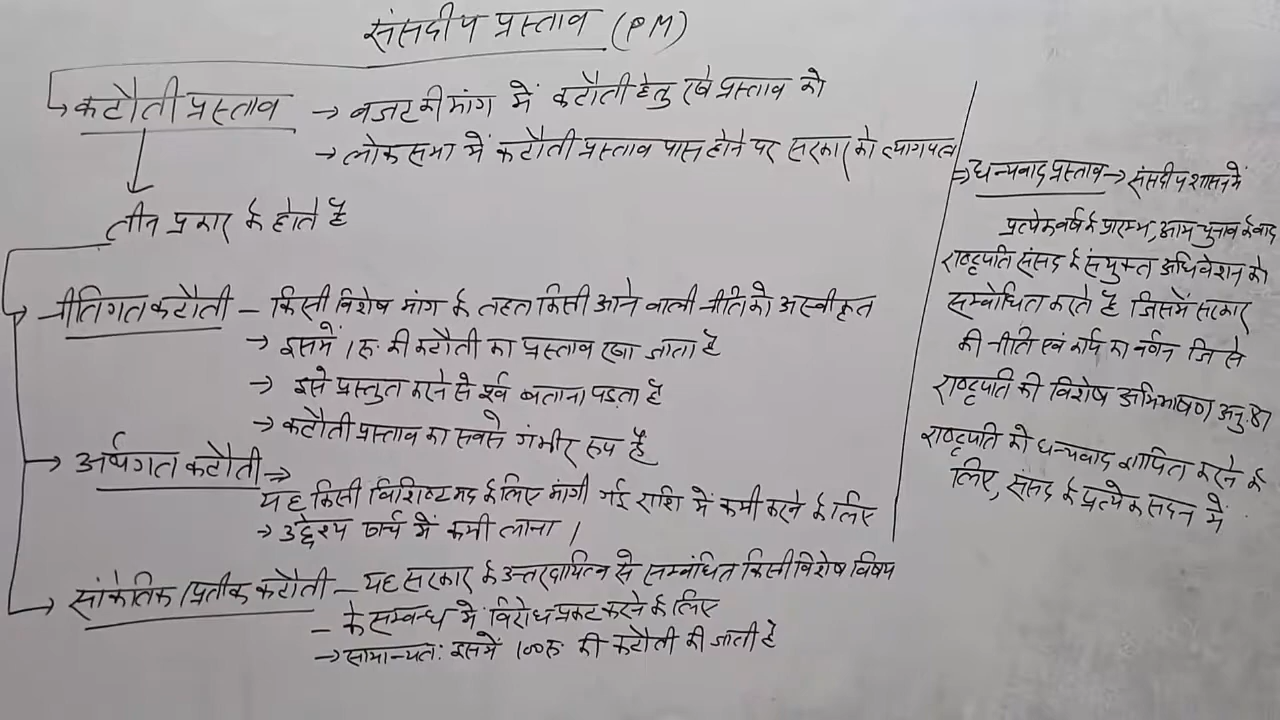 संसदीय प्रस्ताव (PM)
कटौती प्रस्ताव → बजट की मांग में कटौती हेतु रखे प्रस्ताव को
→ लोकसभा में कटौती प्रस्ताव पास होने पर सरकार को त्यागपत्र
तीन प्रकार के होते है
→ नीतिगत कटौती – किसी विशेष मांग के तहत किसी आने वाली नीति को अस्वीकृत
→ इसमें 1रु. की कटौती का प्रस्ताव रखा जाता है
→ इसे प्रस्तुत करने से पूर्व बताना पड़ता है
→ कटौती प्रस्ताव का सबसे गंभीर रूप है
→ अर्थगत कटौती →
यह किसी विशिष्ट मद के लिए मांगी गई राशि में कमी करने के लिए
→ उद्देश्य खर्च में कमी लाना ।
→ सांकेतिक/प्रतीक कटौती – यह सरकार के उत्तरदायित्व से सम्बंधित किसी विशेष विषय
– के सम्बन्ध में विरोध प्रकट करने के लिए
→ सामान्यत: इसमें 100रु. की कटौती की जाती है
→ धन्यवाद प्रस्ताव → संसदीय शासन में
प्रत्येक वर्ष के प्रारम्भ, आम चुनाव के बाद
राष्ट्रपति संसद के संयुक्त अधिवेशन को
सम्बोधित करते है जिसमें सरकार
की नीति एवं कार्य का वर्णन जिसे
राष्ट्रपति की विशेष अभिभाषण अनु. 87
राष्ट्रपति को धन्यवाद ज्ञापित करने के
लिए, संसद के प्रत्येक सदन में